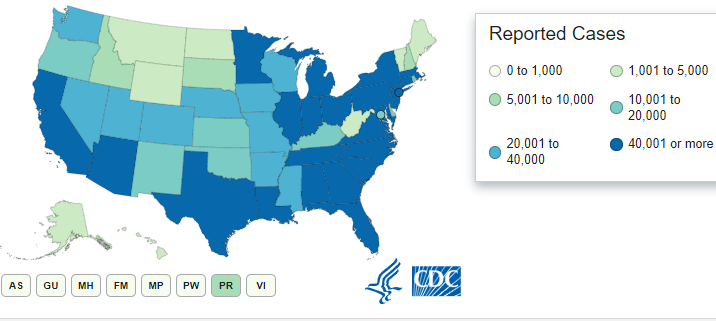 Reported Cases
0 to 1,000
1,001 to 5,000
5,001 to 10,000
10,001 to
20,000
20,001 to
40,000
40,001 or more
AS GU MH FM MP PW PR VI
CDC